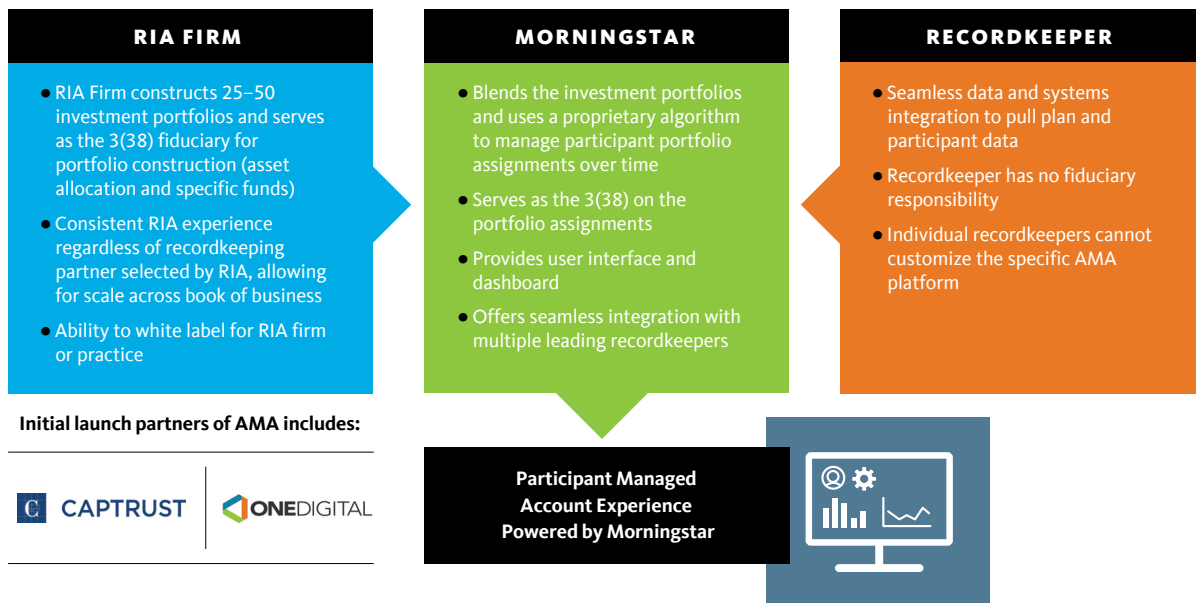 RIA FIRM
• RIA Firm constructs 25–50
investment portfolios and serves
as the 3(38) fiduciary for
portfolio construction (asset
allocation and specific funds)
• Consistent RIA experience
regardless of recordkeeping
partner selected by RIA, allowing
for scale across book of business
• Ability to white label for RIA firm
or practice
MORNINGSTAR
• Blends the investment portfolios
and uses a proprietary algorithm
to manage participant portfolio
assignments over time
• Serves as the 3(38) on the
portfolio assignments
• Provides user interface and
dashboard
• Offers seamless integration with
multiple leading recordkeepers
RECORDKEEPER
• Seamless data and systems
integration to pull plan and
participant data
• Recordkeeper has no fiduciary
responsibility
• Individual recordkeepers cannot
customize the specific AMA
platform
Initial launch partners of AMA includes:
C CAPTRUST
ONEDIGITAL
Participant Managed
Account Experience
Powered by Morningstar